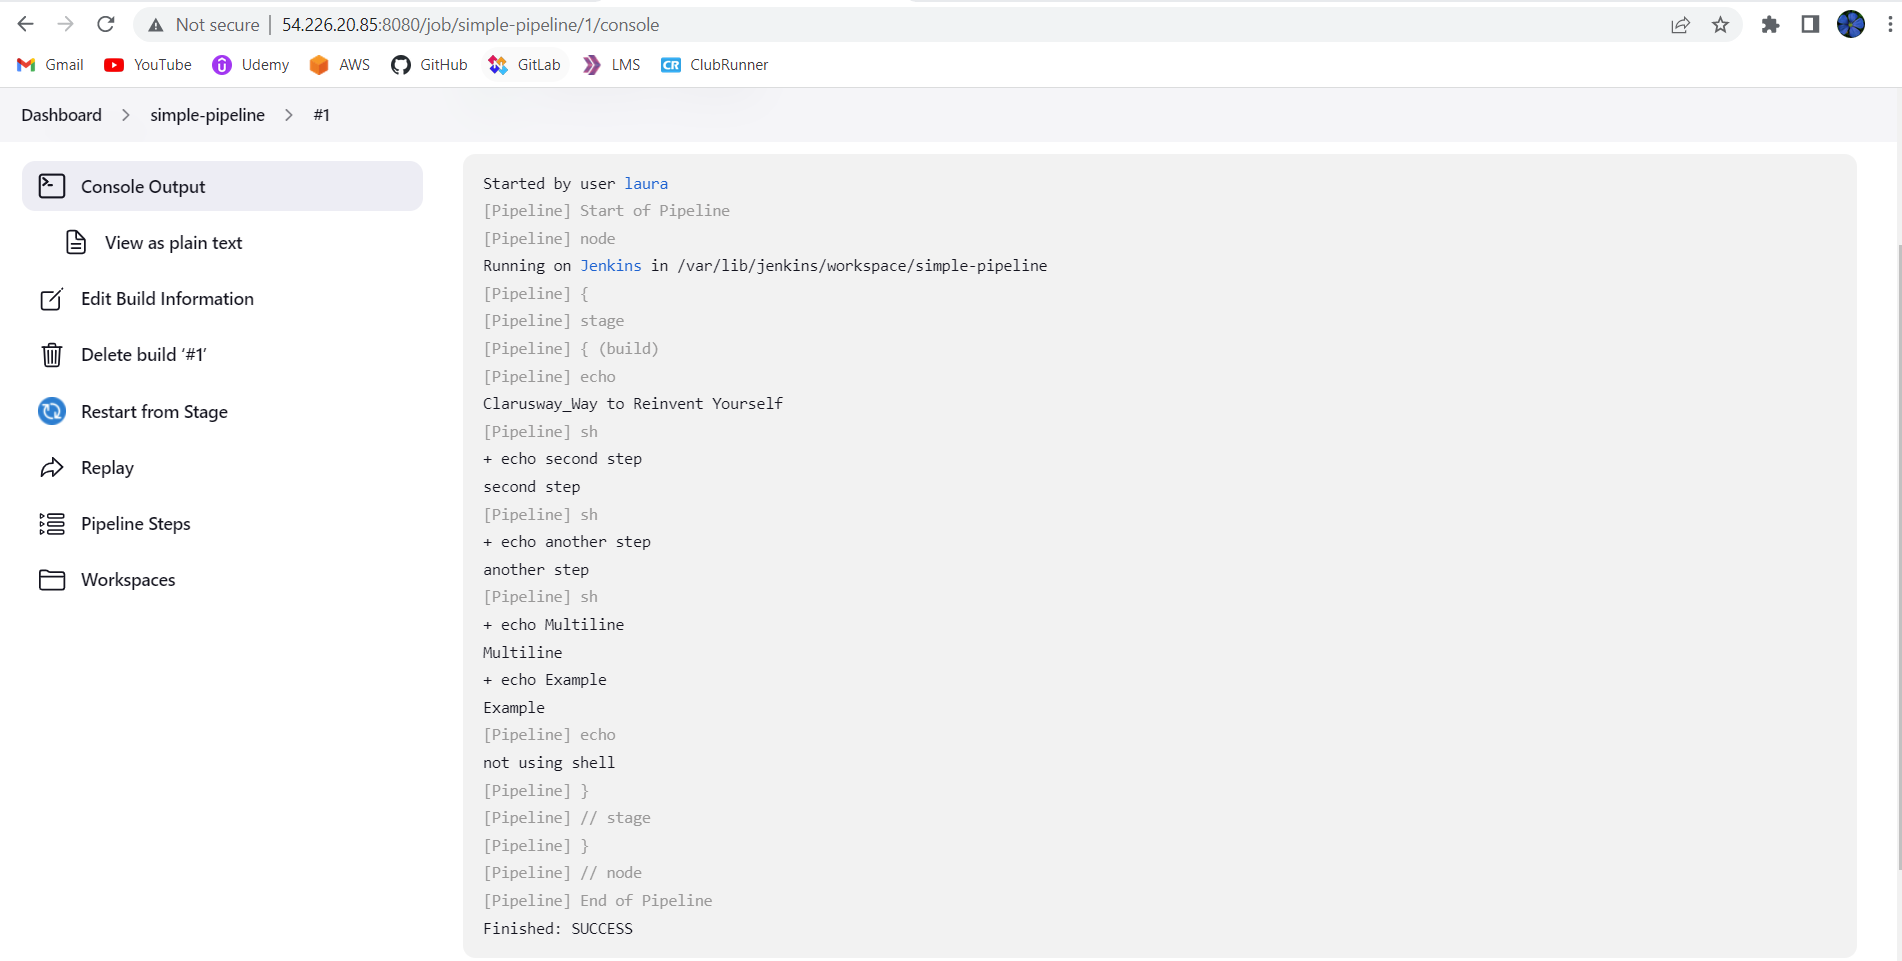 Not secure | 54.226.20.85:8080/job/simple-pipeline/1/console
Gmail YouTube Udemy AWS GitHub GitLab LMS CR ClubRunner
Dashboard > simple-pipeline > #1
Console Output
View as plain text
Edit Build Information
Delete build ‘#1’
Restart from Stage
Replay
Pipeline Steps
Workspaces
Started by user laura
[Pipeline] Start of Pipeline
[Pipeline] node
Running on Jenkins in /var/lib/jenkins/workspace/simple-pipeline
[Pipeline] {
[Pipeline] stage
[Pipeline] { (build)
[Pipeline] echo
Clarusway_Way to Reinvent Yourself
[Pipeline] sh
+ echo second step
second step
[Pipeline] sh
+ echo another step
another step
[Pipeline] sh
+ echo Multiline
Multiline
+ echo Example
Example
[Pipeline] echo
not using shell
[Pipeline] }
[Pipeline] // stage
[Pipeline] }
[Pipeline] // node
[Pipeline] End of Pipeline
Finished: SUCCESS